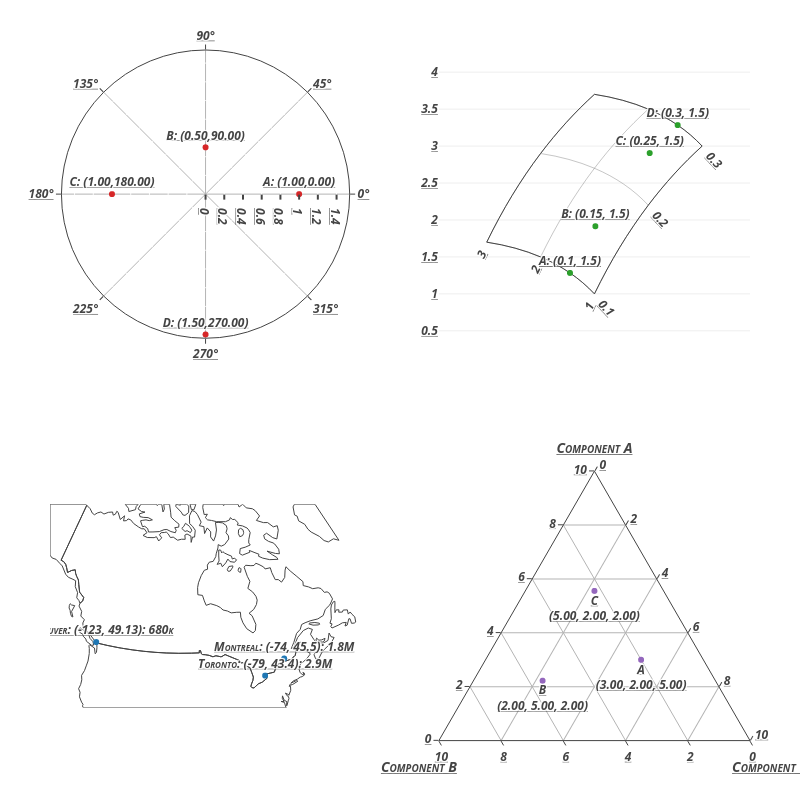 90°
135°
45°
B: (0.50,90.00)
C: (1.00,180.00)
A: (1.00,0.00)
180°
0°
0
0.2
0.4
0.6
0.8
1
1.2
1.4
225°
315°
D: (1.50,270.00)
270°
4
3.5
D: (0.3, 1.5)
3
C: (0.25, 1.5)
0.3
2.5
2
B: (0.15, 1.5)
0.2
1.5
3
2
A: (0.1, 1.5)
1
1
0.1
0.5
uver: (-123, 49.13): 680k
Montreal: (-74, 45.5): 1.8M
Toronto: (-79, 43.4): 2.9M
Component A
10
0
8
2
6
4
C
(5.00, 2.00, 2.00)
4
6
A
(3.00, 2.00, 5.00)
2
8
B
(2.00, 5.00, 2.00)
0
10
10
8
6
4
2
0
Component B
Component